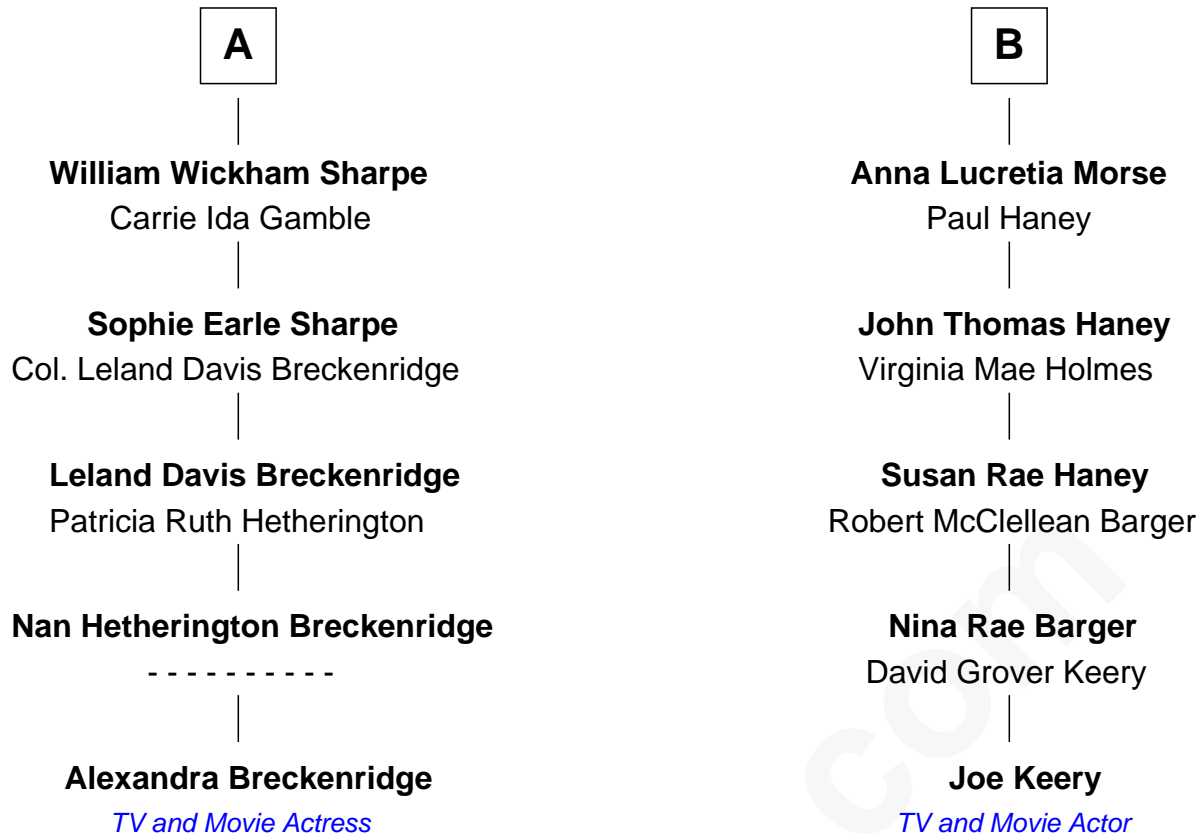 A
William Wickham Sharpe
Carrie Ida Gamble
Sophie Earle Sharpe
Col. Leland Davis Breckenridge
Leland Davis Breckenridge
Patricia Ruth Hetherington
Nan Hetherington Breckenridge
- - - - - - - - - -
Alexandra Breckenridge
TV and Movie Actress
B
Anna Lucretia Morse
Paul Haney
John Thomas Haney
Virginia Mae Holmes
Susan Rae Haney
Robert McClellean Barger
Nina Rae Barger
David Grover Keery
Joe Keery
TV and Movie Actor
com